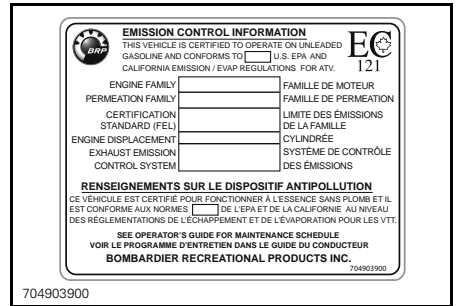 EMISSION CONTROL INFORMATION
THIS VEHICLE IS CERTIFIED TO OPERATE ON UNLEADED
GASOLINE AND CONFORMS TO U.S. EPA AND
CALIFORNIA EMISSION / EVAP REGULATIONS FOR ATV.
BRP
EC
121
ENGINE FAMILY FAMILLE DE MOTEUR
PERMEATION FAMILY FAMILLE DE PERMEATION
CERTIFICATION LIMITE DES ÉMISSIONS
STANDARD (FEL) DE LA FAMILLE
ENGINE DISPLACEMENT CYLINDRÉE
EXHAUST EMISSION SYSTÈME DE CONTRÔLE
CONTROL SYSTEM DES ÉMISSIONS
RENSEIGNEMENTS SUR LE DISPOSITIF ANTIPOLLUTION
CE VÉHICULE EST CERTIFIÉ POUR FONCTIONNER À L'ESSENCE SANS PLOMB ET IL
EST CONFORME AUX NORMES DE L'EPA ET DE LA CALIFORNIE AU NIVEAU
DES RÉGLEMENTATIONS DE L'ÉCHAPPEMENT ET DE L'ÉVAPORATION POUR LES VTT.
SEE OPERATOR'S GUIDE FOR MAINTENANCE SCHEDULE
VOIR LE PROGRAMME D'ENTRETIEN DANS LE GUIDE DU CONDUCTEUR
BOMBARDIER RECREATIONAL PRODUCTS INC.
704903900
704903900